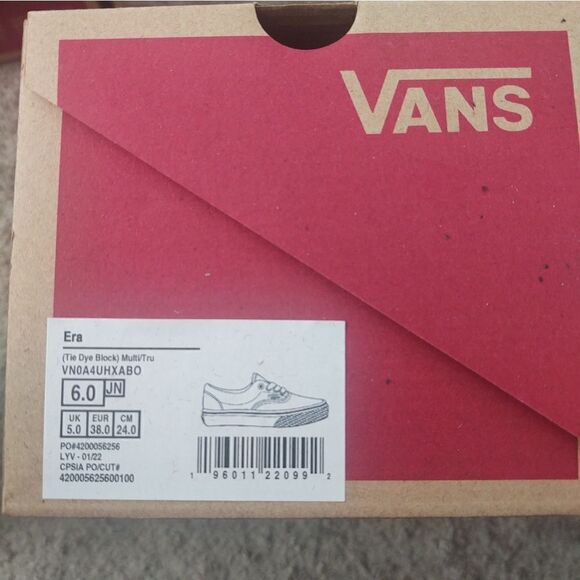 VANS
Era
(Tie Dye Block) Multi/Tru
VN0A4UHXABO
6.0 JN
UK EUR CM
5.0 38.0 24.0
PO#4200056256
LYV - 01/22
CPSIA PO/CUT#
420005625600100
1 96011 22099 2